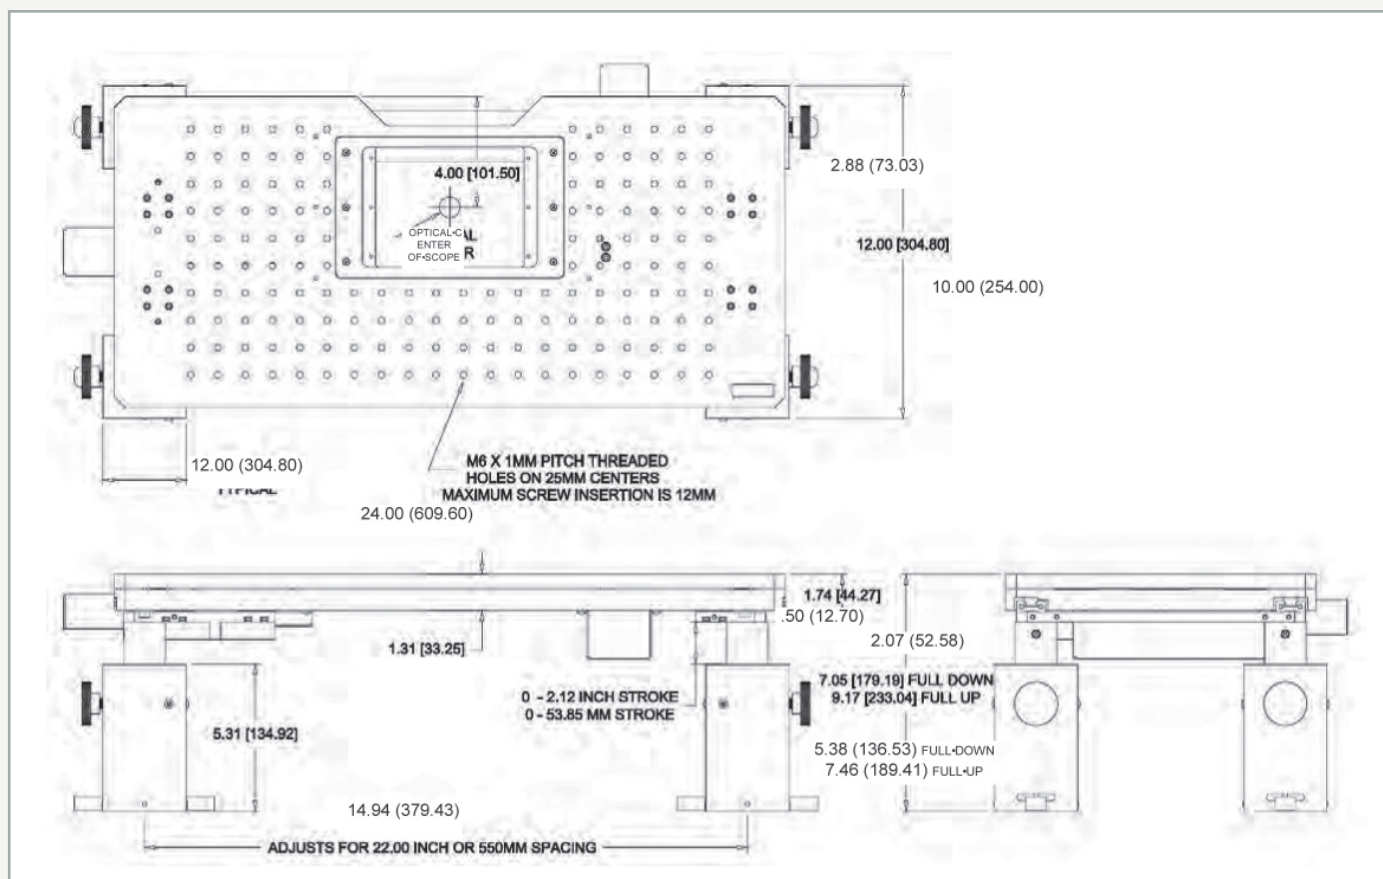 2.88 (73.03)
4.00 [101.50]
OPTICAL•C
ENTER
OF•SCOPE
AL
R
12.00 [304.80]
10.00 (254.00)
12.00 (304.80)
TYPICAL
M6 X 1MM PITCH THREADED
HOLES ON 25MM CENTERS
MAXIMUM SCREW INSERTION IS 12MM
24.00 (609.60)
1.74 [44.27]
.50 (12.70)
1.31 [33.25]
2.07 (52.58)
7.05 [179.19] FULL DOWN
9.17 [233.04] FULL UP
0 - 2.12 INCH STROKE
0 - 53.85 MM STROKE
5.31 [134.92]
5.38 (136.53) FULL•DOWN
7.46 (189.41) FULL•UP
14.94 (379.43)
ADJUSTS FOR 22.00 INCH OR 550MM SPACING